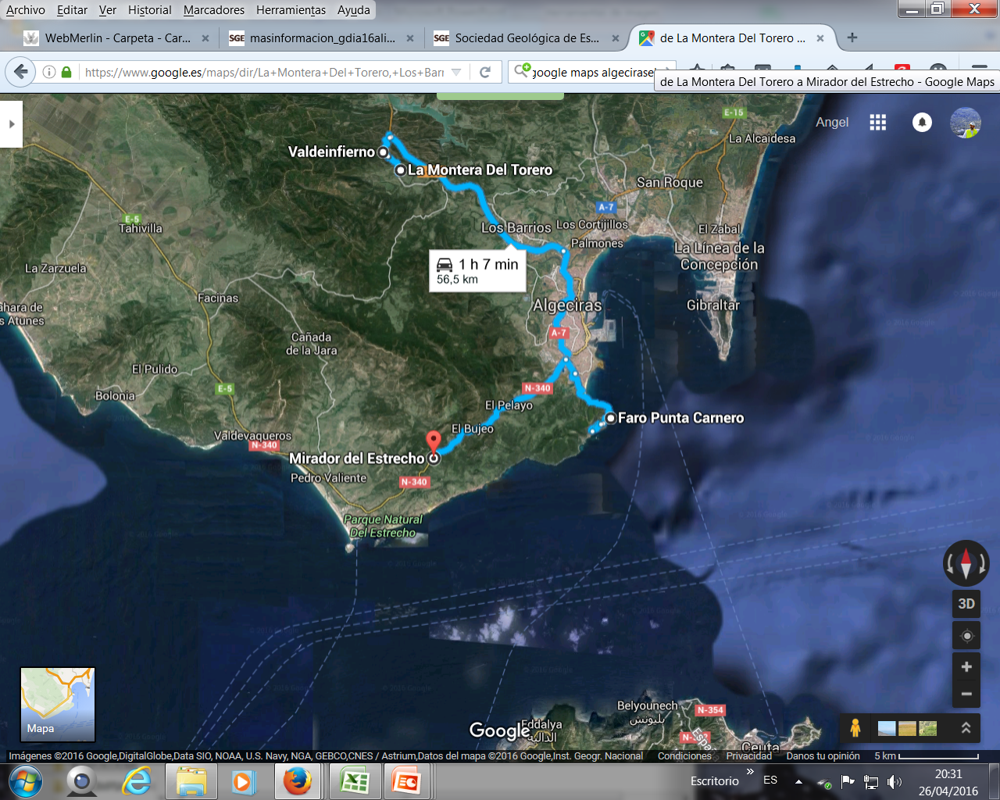 Archivo Editar Ver Historial Marcadores Herramientas Ayuda
WebMerlin - Carpeta - Car...
SGE masinformacion_gdia16ali...
SGE Sociedad Geológica de Es...
de La Montera Del Torero ...
https://www.google.es/maps/dir/La+Montera+Del+Torero,+Los+Barr
google maps algeciras
de La Montera Del Torero a Mirador del Estrecho - Google Maps
Angel
E-15
La Alcaidesa
Valdeinfierno
La Montera Del Torero
San Roque
A-7
E-5
Tahivilla
Los Barrios
Los Cortijillos
El Zabal
Palmones
La Línea de la
Concepción
1 h 7 min
56,5 km
La Zarzuela
Facinas
Algeciras
Gibraltar
áhara de
s Atunes
A-7
Cañada
de la Jara
El Pulido
E-5
N-340
Bolonia
El Pelayo
Faro Punta Carnero
El Bujeo
Valdevaqueros
N-340
Mirador del Estrecho
Pedro Valiente
N-340
Parque Natural
Del Estrecho
3D
Belyounech
بليونش
N-354
Eddalya
الدالية
Ceuta
Google
Mapa
Imágenes ©2016 Google,DigitalGlobe,Data SIO, NOAA, U.S. Navy, NGA, GEBCO,CNES / Astrium,Datos del mapa ©2016 Google,Inst. Geogr. Nacional Condiciones Privacidad Danos tu opinión 5 km
Escritorio » ES
20:31
26/04/2016